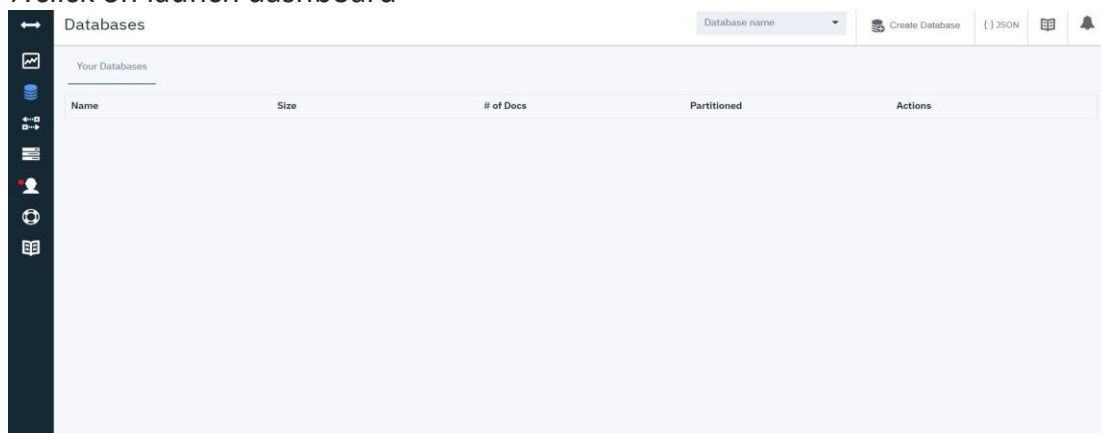 Databases
Database name
Create Database
{ } JSON
Your Databases
Name Size # of Docs Partitioned Actions